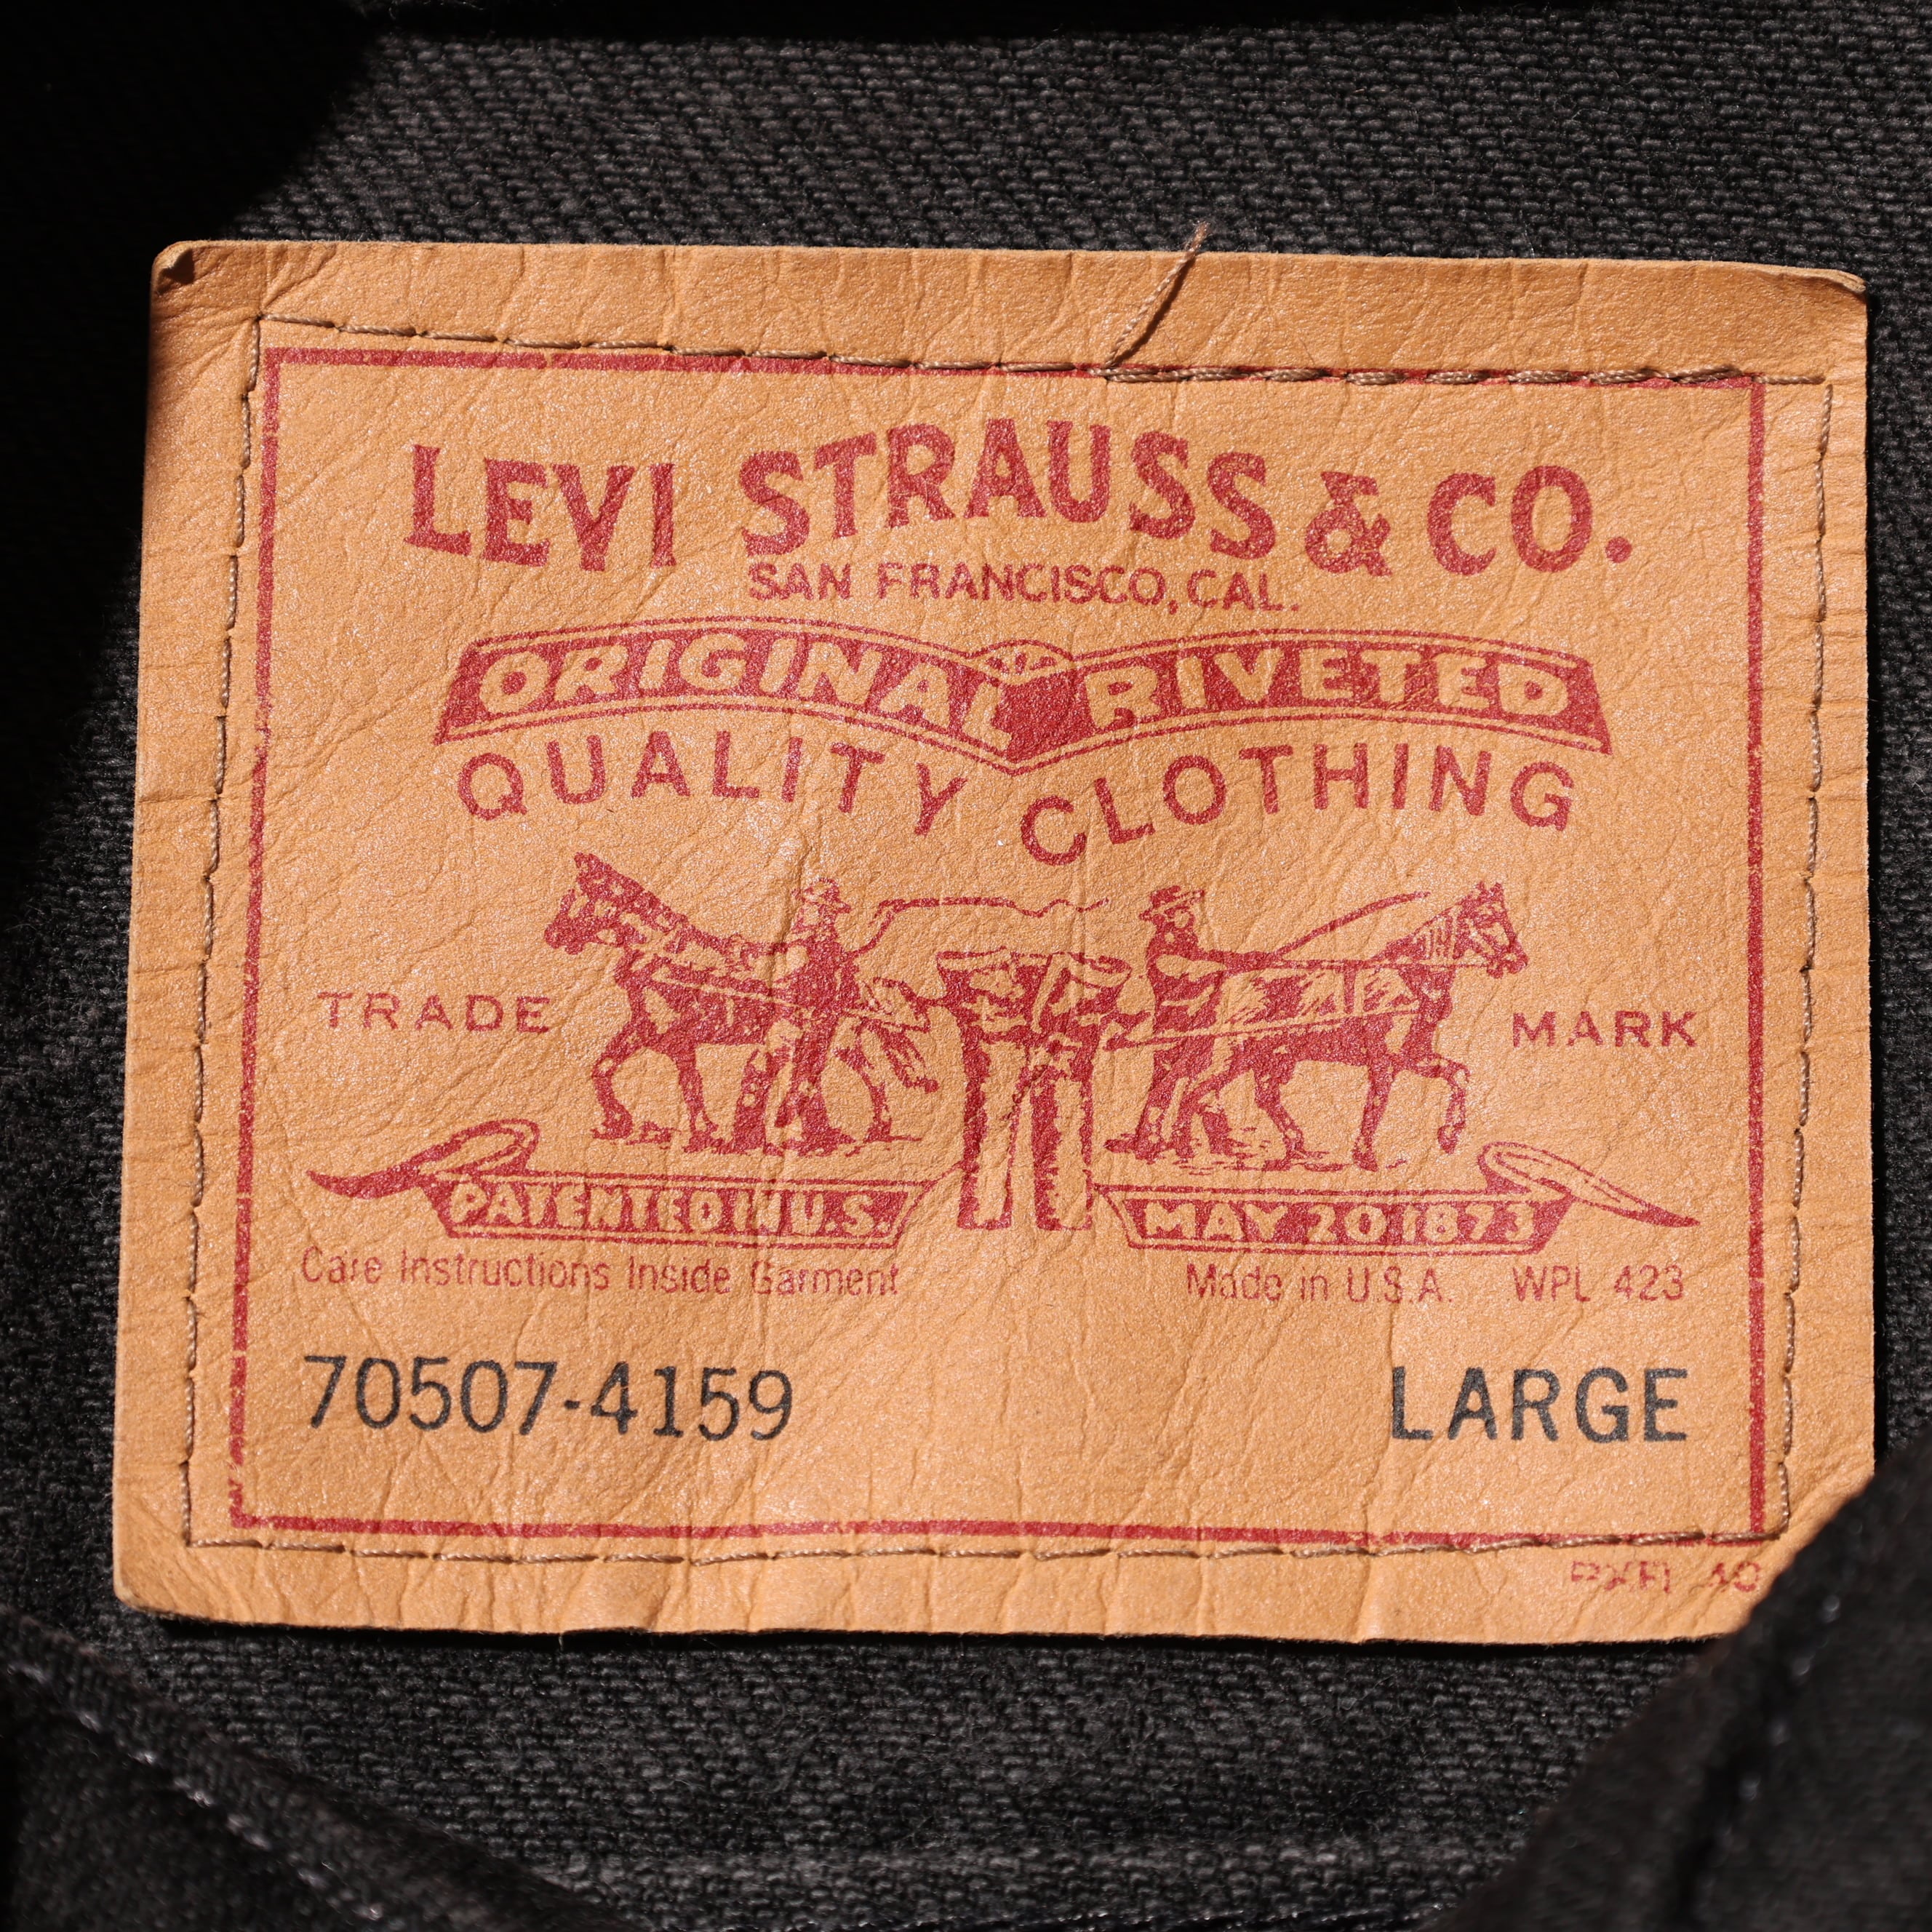 LEVI STRAUSS & CO.
SAN FRANCISCO, CAL.
ORIGINAL RIVETED
QUALITY CLOTHING
TRADE MARK
PATENTED IN U.S. MAY 20 1873
Care Instructions Inside Garment Made in U.S.A. WPL 423
70507-4159 LARGE